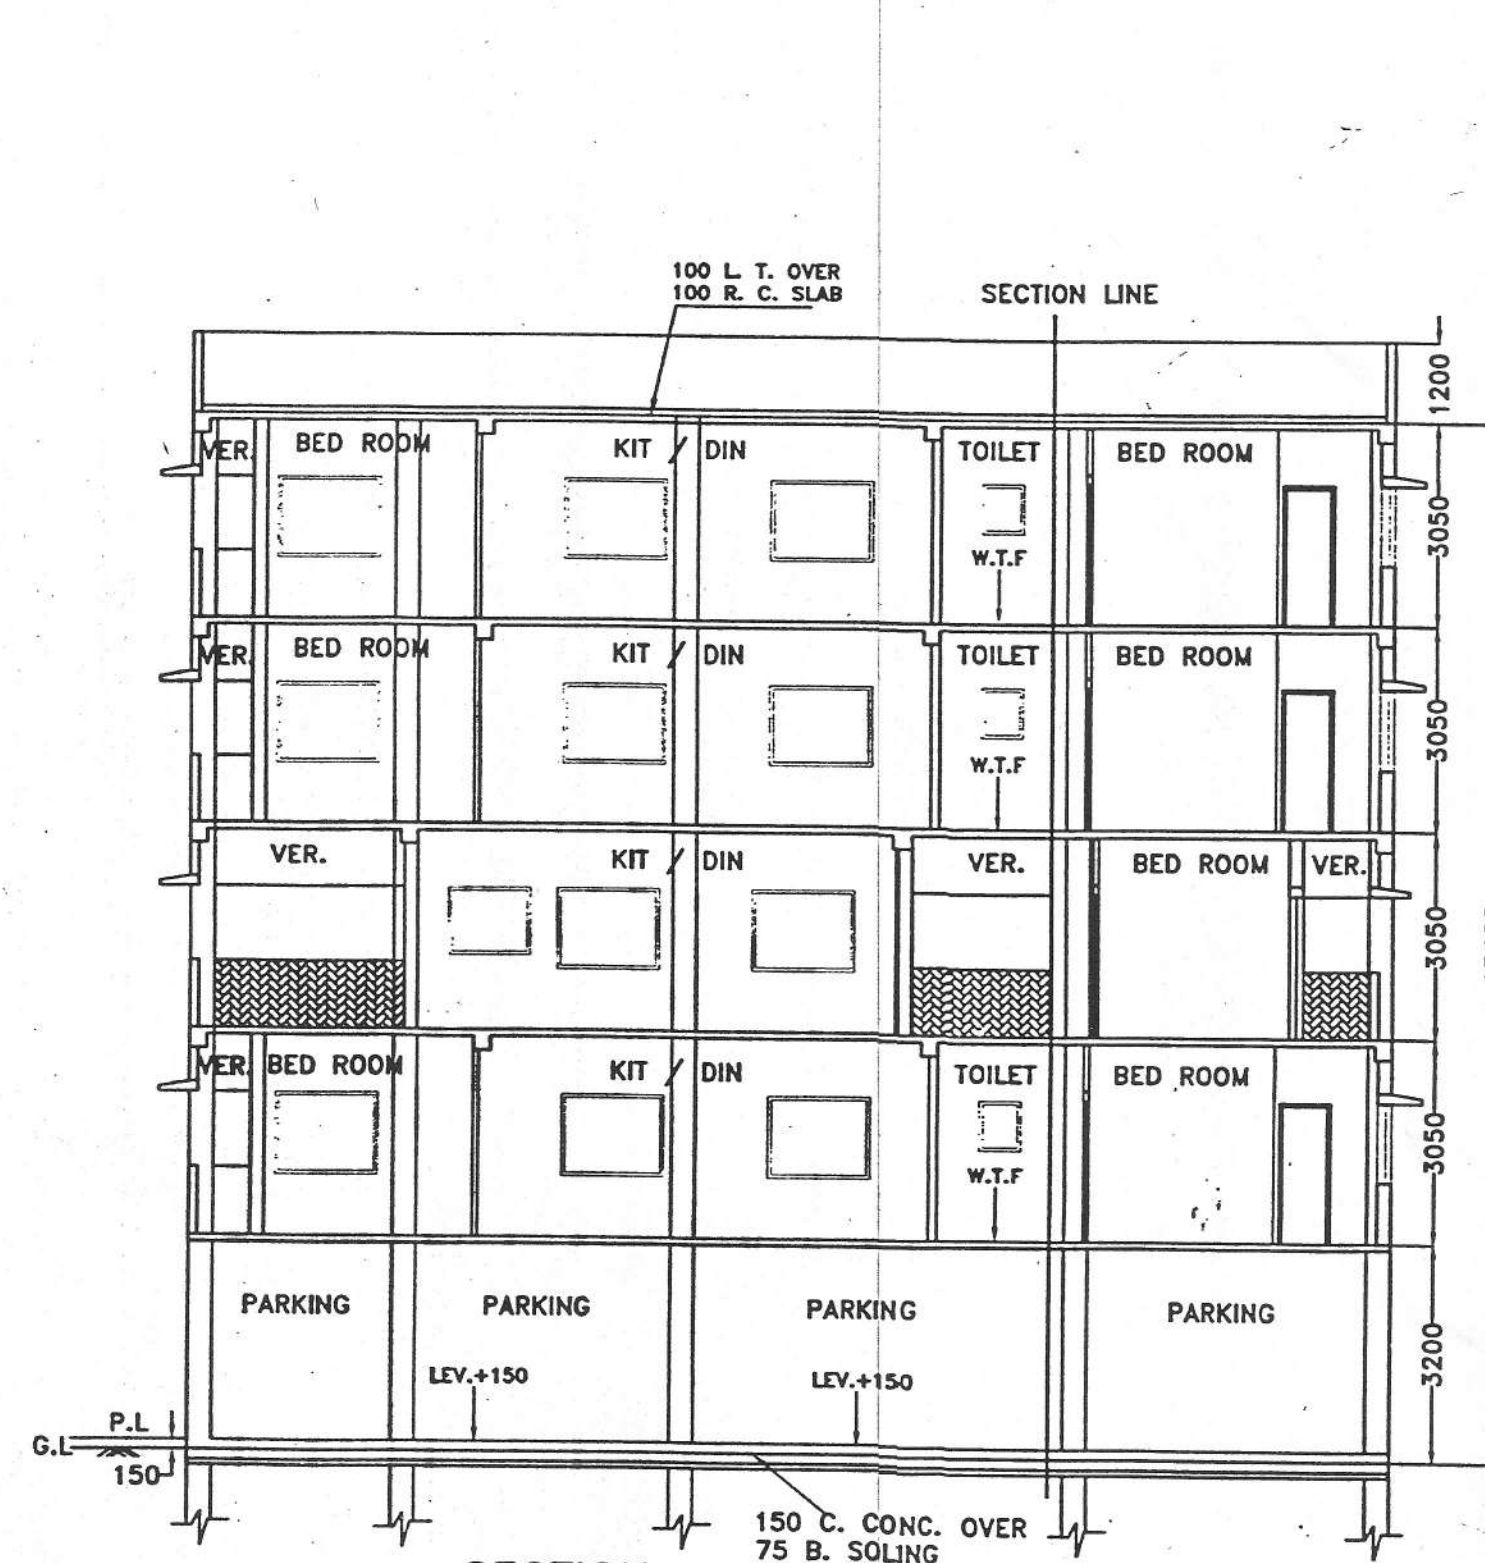 100 L. T. OVER
100 R. C. SLAB
SECTION LINE
1200
VER. BED ROOM KIT / DIN TOILET BED ROOM
W.T.F
3050
VER. BED ROOM KIT / DIN TOILET BED ROOM
W.T.F
3050
VER. KIT / DIN VER. BED ROOM VER.
3050
VER. BED ROOM KIT / DIN TOILET BED ROOM
W.T.F
3050
PARKING PARKING PARKING PARKING
3200
LEV.+150 LEV.+150
P.L
G.L
150
150 C. CONC. OVER
75 B. SOLING